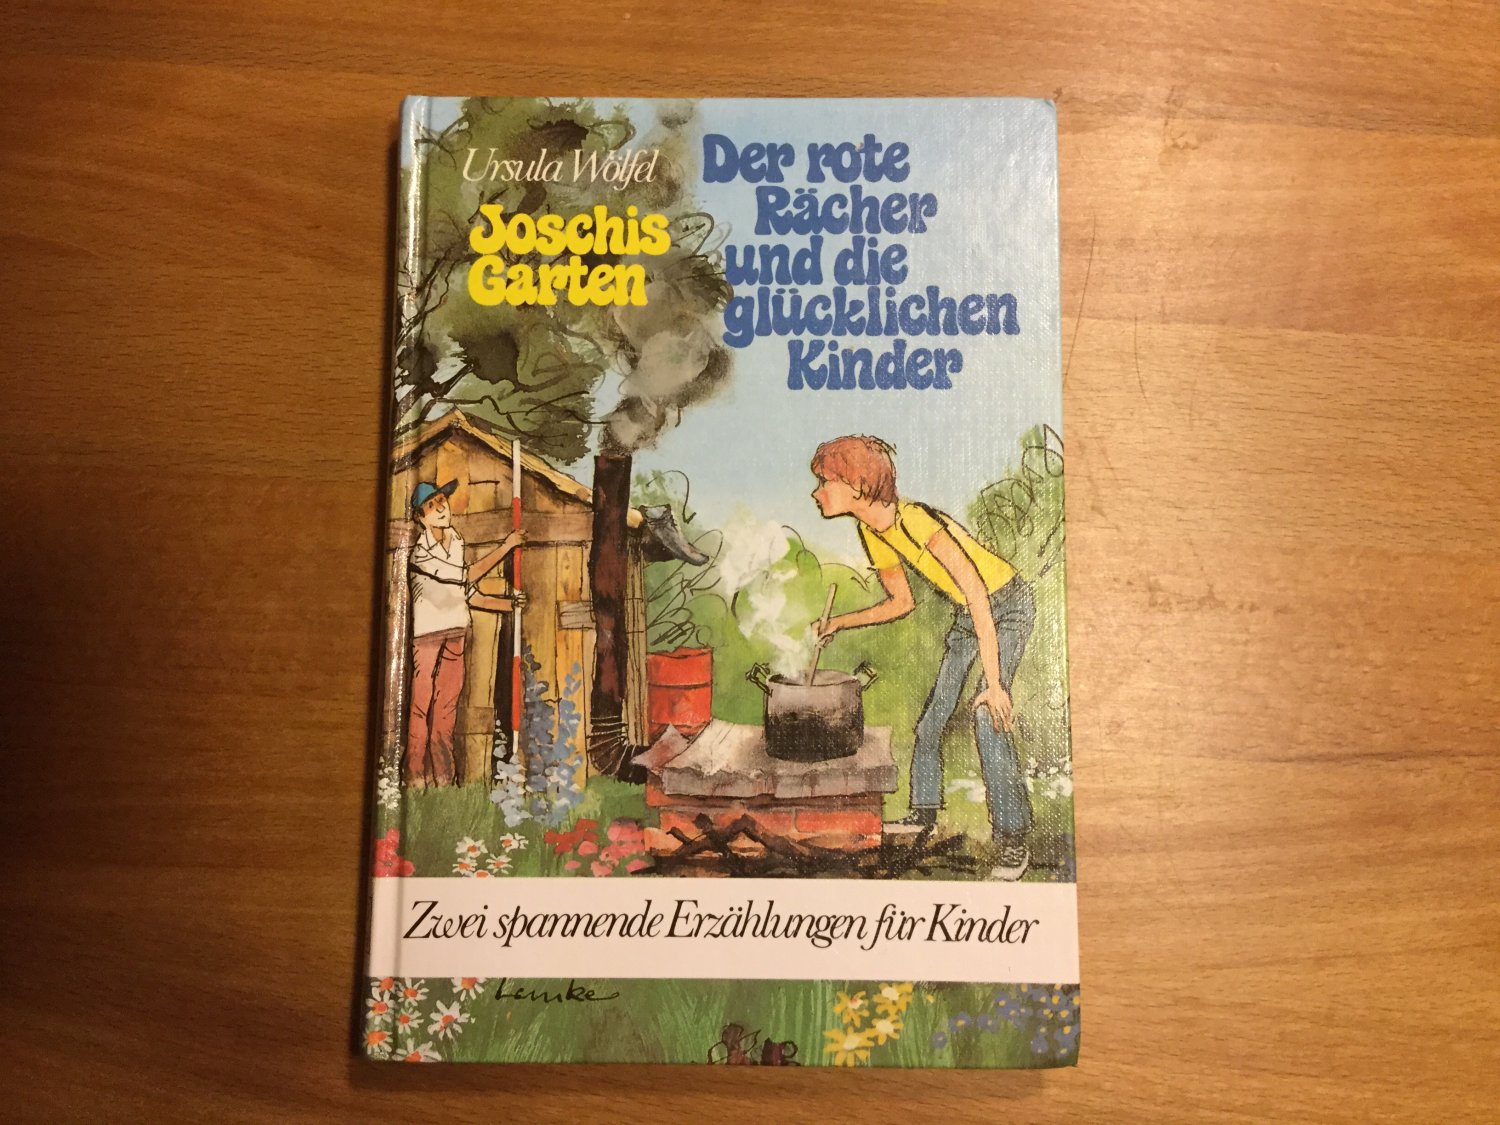 Ursula Wölfel
Joschis
Garten
Der rote
Rächer
und die
glücklichen
Kinder
Zwei spannende Erzählungen für Kinder
Lemke